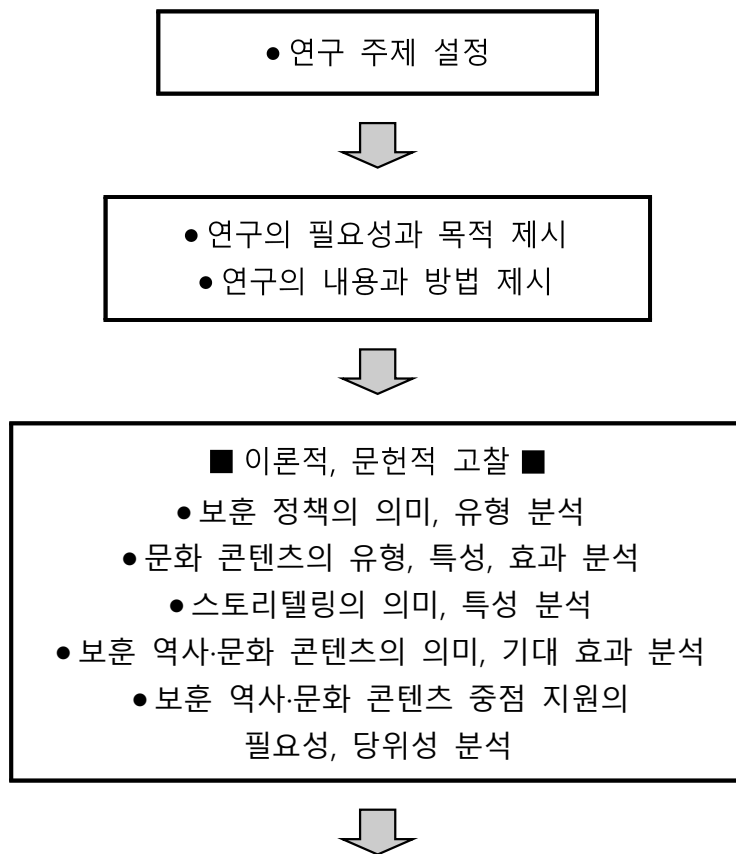 ● 연구 주제 설정
● 연구의 필요성과 목적 제시
● 연구의 내용과 방법 제시
■ 이론적, 문헌적 고찰 ■
● 보훈 정책의 의미, 유형 분석
● 문화 콘텐츠의 유형, 특성, 효과 분석
● 스토리텔링의 의미, 특성 분석
● 보훈 역사·문화 콘텐츠의 의미, 기대 효과 분석
● 보훈 역사·문화 콘텐츠 중점 지원의
필요성, 당위성 분석